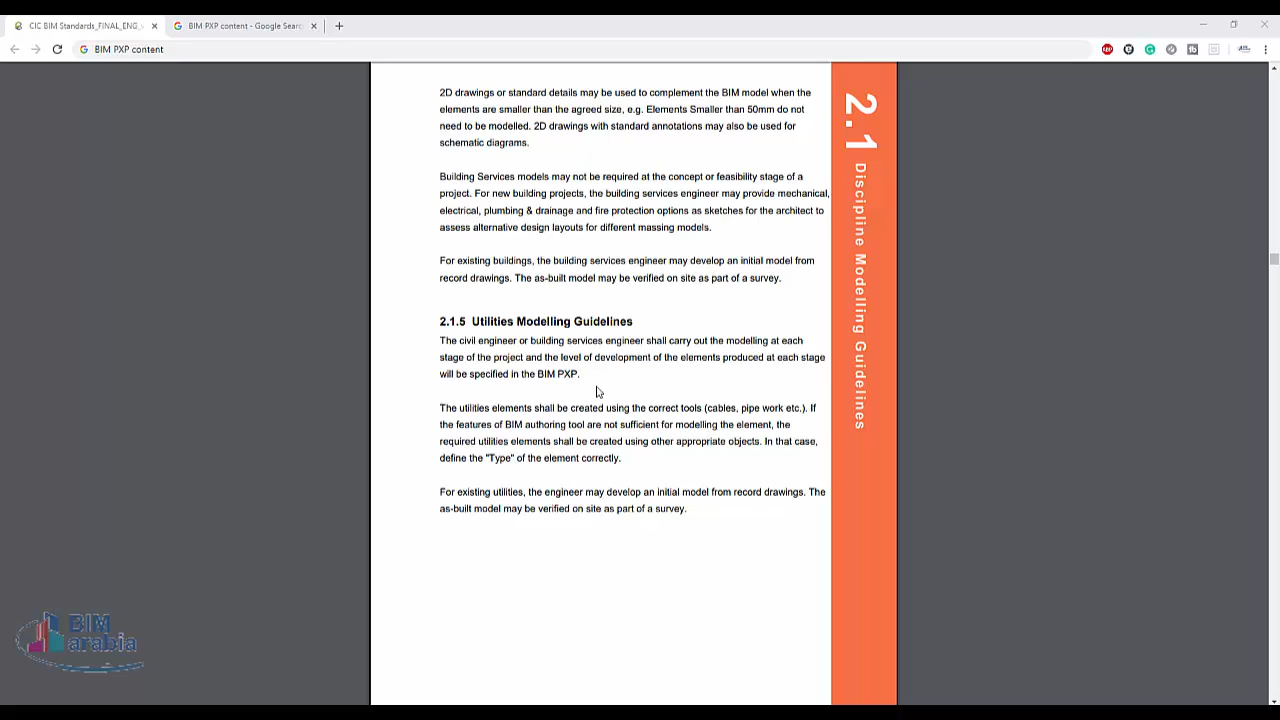 CIC BIM Standards_FINAL_ENG_
BIM PXP content - Google Searc
BIM PXP content
2D drawings or standard details may be used to complement the BIM model when the
elements are smaller than the agreed size, e.g. Elements Smaller than 50mm do not
need to be modelled. 2D drawings with standard annotations may also be used for
schematic diagrams.
Building Services models may not be required at the concept or feasibility stage of a
project. For new building projects, the building services engineer may provide mechanical,
electrical, plumbing & drainage and fire protection options as sketches for the architect to
assess alternative design layouts for different massing models.
For existing buildings, the building services engineer may develop an initial model from
record drawings. The as-built model may be verified on site as part of a survey.
2.1.5 Utilities Modelling Guidelines
The civil engineer or building services engineer shall carry out the modelling at each
stage of the project and the level of development of the elements produced at each stage
will be specified in the BIM PXP.
The utilities elements shall be created using the correct tools (cables, pipe work etc.). If
the features of BIM authoring tool are not sufficient for modelling the element, the
required utilities elements shall be created using other appropriate objects. In that case,
define the "Type" of the element correctly.
For existing utilities, the engineer may develop an initial model from record drawings. The
as-built model may be verified on site as part of a survey.
2.1 Discipline Modelling Guidelines
BIM
arabia